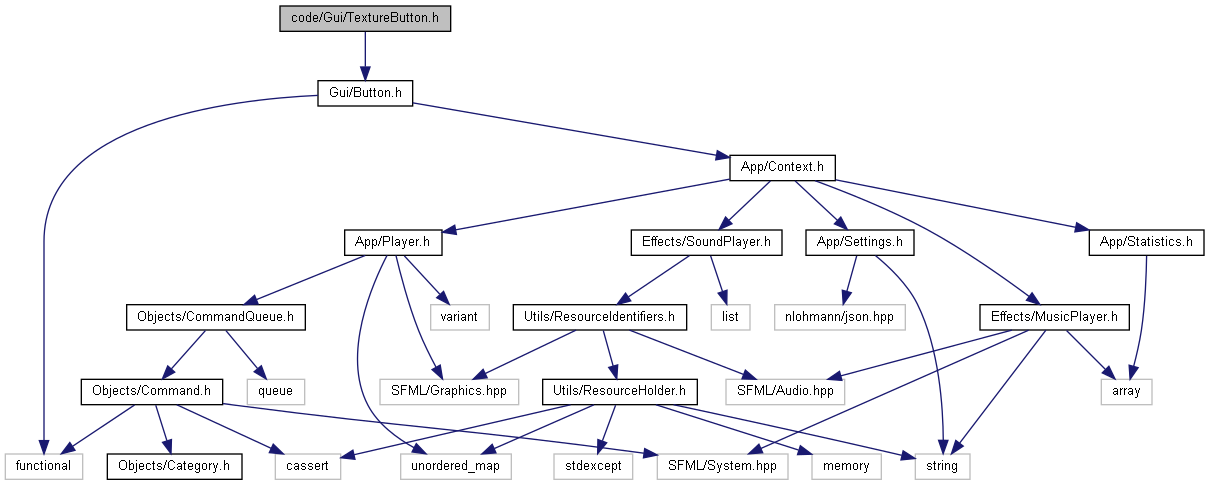 code/Gui/TextureButton.h
Gui/Button.h
App/Context.h
App/Player.h
Effects/SoundPlayer.h
App/Settings.h
App/Statistics.h
Objects/CommandQueue.h
variant
Utils/ResourceIdentifiers.h
list
nlohmann/json.hpp
Effects/MusicPlayer.h
Objects/Command.h
queue
SFML/Graphics.hpp
Utils/ResourceHolder.h
SFML/Audio.hpp
array
functional
Objects/Category.h
cassert
unordered_map
stdexcept
SFML/System.hpp
memory
string